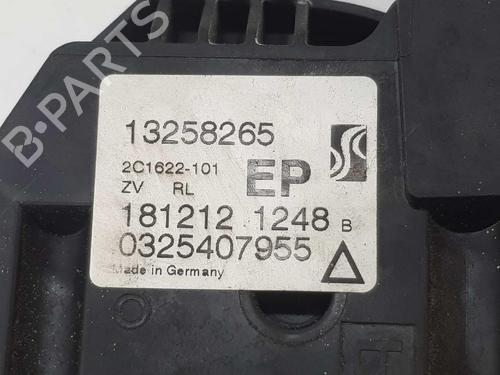 13258265
2C1622-101
ZV RL
EP
181212 1248 B
0325407955
Made in Germany
B-PARTS